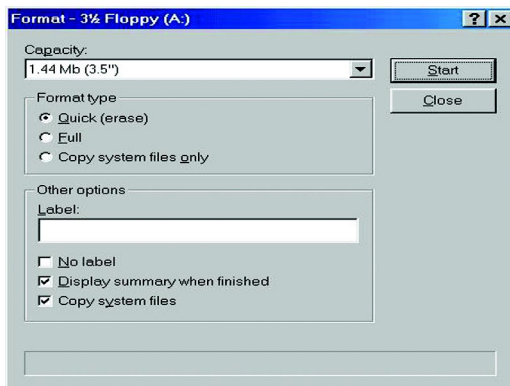 Format - 3½ Floppy (A:)
Capacity:
1.44 Mb (3.5")
Start
Close
Format type
Quick (erase)
Full
Copy system files only
Other options
Label:
No label
Display summary when finished
Copy system files